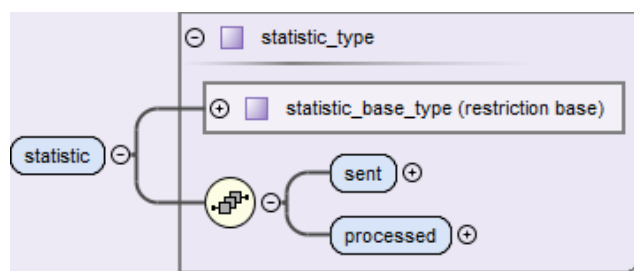 statistic_type
statistic_base_type (restriction base)
statistic
sent
processed